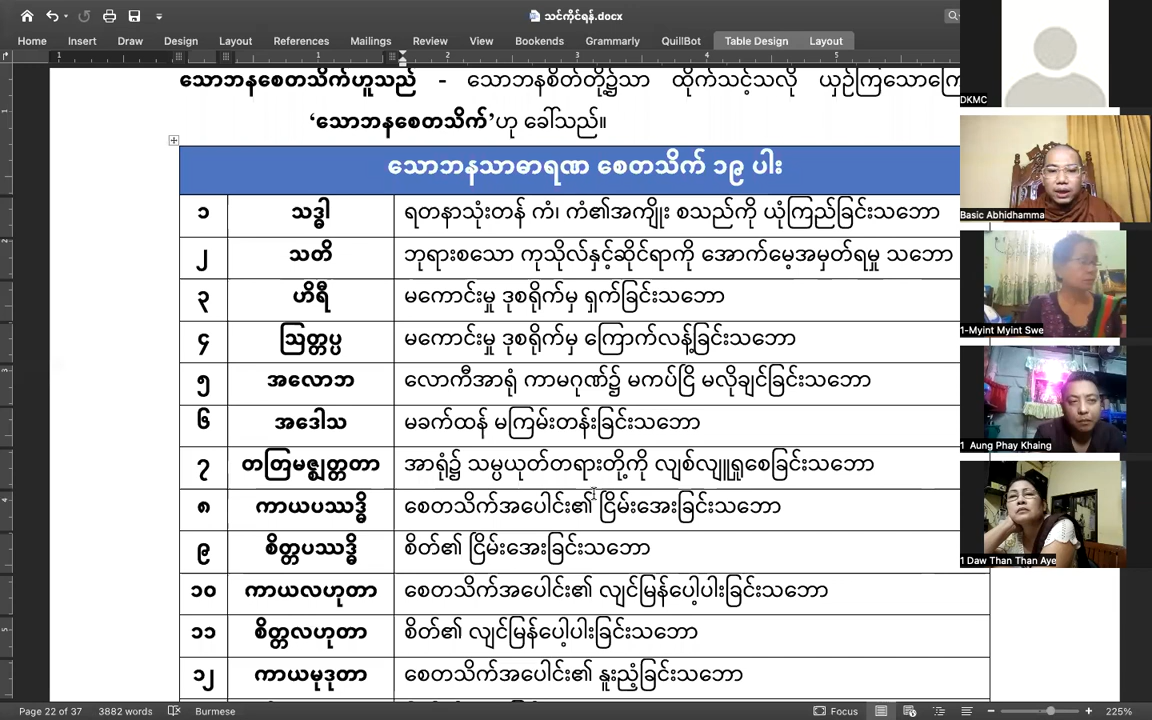 သင်ကိုင်ရန်.docx
Home Insert Draw Design Layout References Mailings Review View Bookends Grammarly QuillBot Table Design Layout
သောဘနစေတသိက်ဟူသည် - သောဘနစိတ်တို့၌သာ ထိုက်သင့်သလို ယှဉ်ကြသောကြေ
‘သောဘနစေတသိက်’ဟု ခေါ်သည်။
သောဘနသာဓာရဏ စေတသိက် ၁၉ ပါး
၁ သဒ္ဓါ ရတနာသုံးတန် ကံ၊ ကံ၏အကျိုး စသည်ကို ယုံကြည်ခြင်းသဘော
၂ သတိ ဘုရားစသော ကုသိုလ်နှင့်ဆိုင်ရာကို အောက်မေ့အမှတ်ရမှု သဘော
၃ ဟိရီ မကောင်းမှု ဒုစရိုက်မှ ရှက်ခြင်းသဘော
၄ ဩတ္တပ္ပ မကောင်းမှု ဒုစရိုက်မှ ကြောက်လန့်ခြင်းသဘော
၅ အလောဘ လောကီအာရုံ ကာမဂုဏ်၌ မကပ်ငြိ မလိုချင်ခြင်းသဘော
၆ အဒေါသ မခက်ထန် မကြမ်းတန်းခြင်းသဘော
၇ တတြမဇ္ဈတ္တတာ အာရုံ၌ သမ္ပယုတ်တရားတို့ကို လျစ်လျူရှုစေခြင်းသဘော
၈ ကာယပဿဒ္ဓိ စေတသိက်အပေါင်း၏ ငြိမ်းအေးခြင်းသဘော
၉ စိတ္တပဿဒ္ဓိ စိတ်၏ ငြိမ်းအေးခြင်းသဘော
၁၀ ကာယလဟုတာ စေတသိက်အပေါင်း၏ လျင်မြန်ပေါ့ပါးခြင်းသဘော
၁၁ စိတ္တလဟုတာ စိတ်၏ လျင်မြန်ပေါ့ပါးခြင်းသဘော
၁၂ ကာယမုဒုတာ စေတသိက်အပေါင်း၏ နူးညံ့ခြင်းသဘော
DKMC
Basic Abhidhamma
1-Myint Myint Swe
1 Aung Phay Khaing
1 Daw Than Than Aye
Page 22 of 37 3882 words Burmese Focus 225%